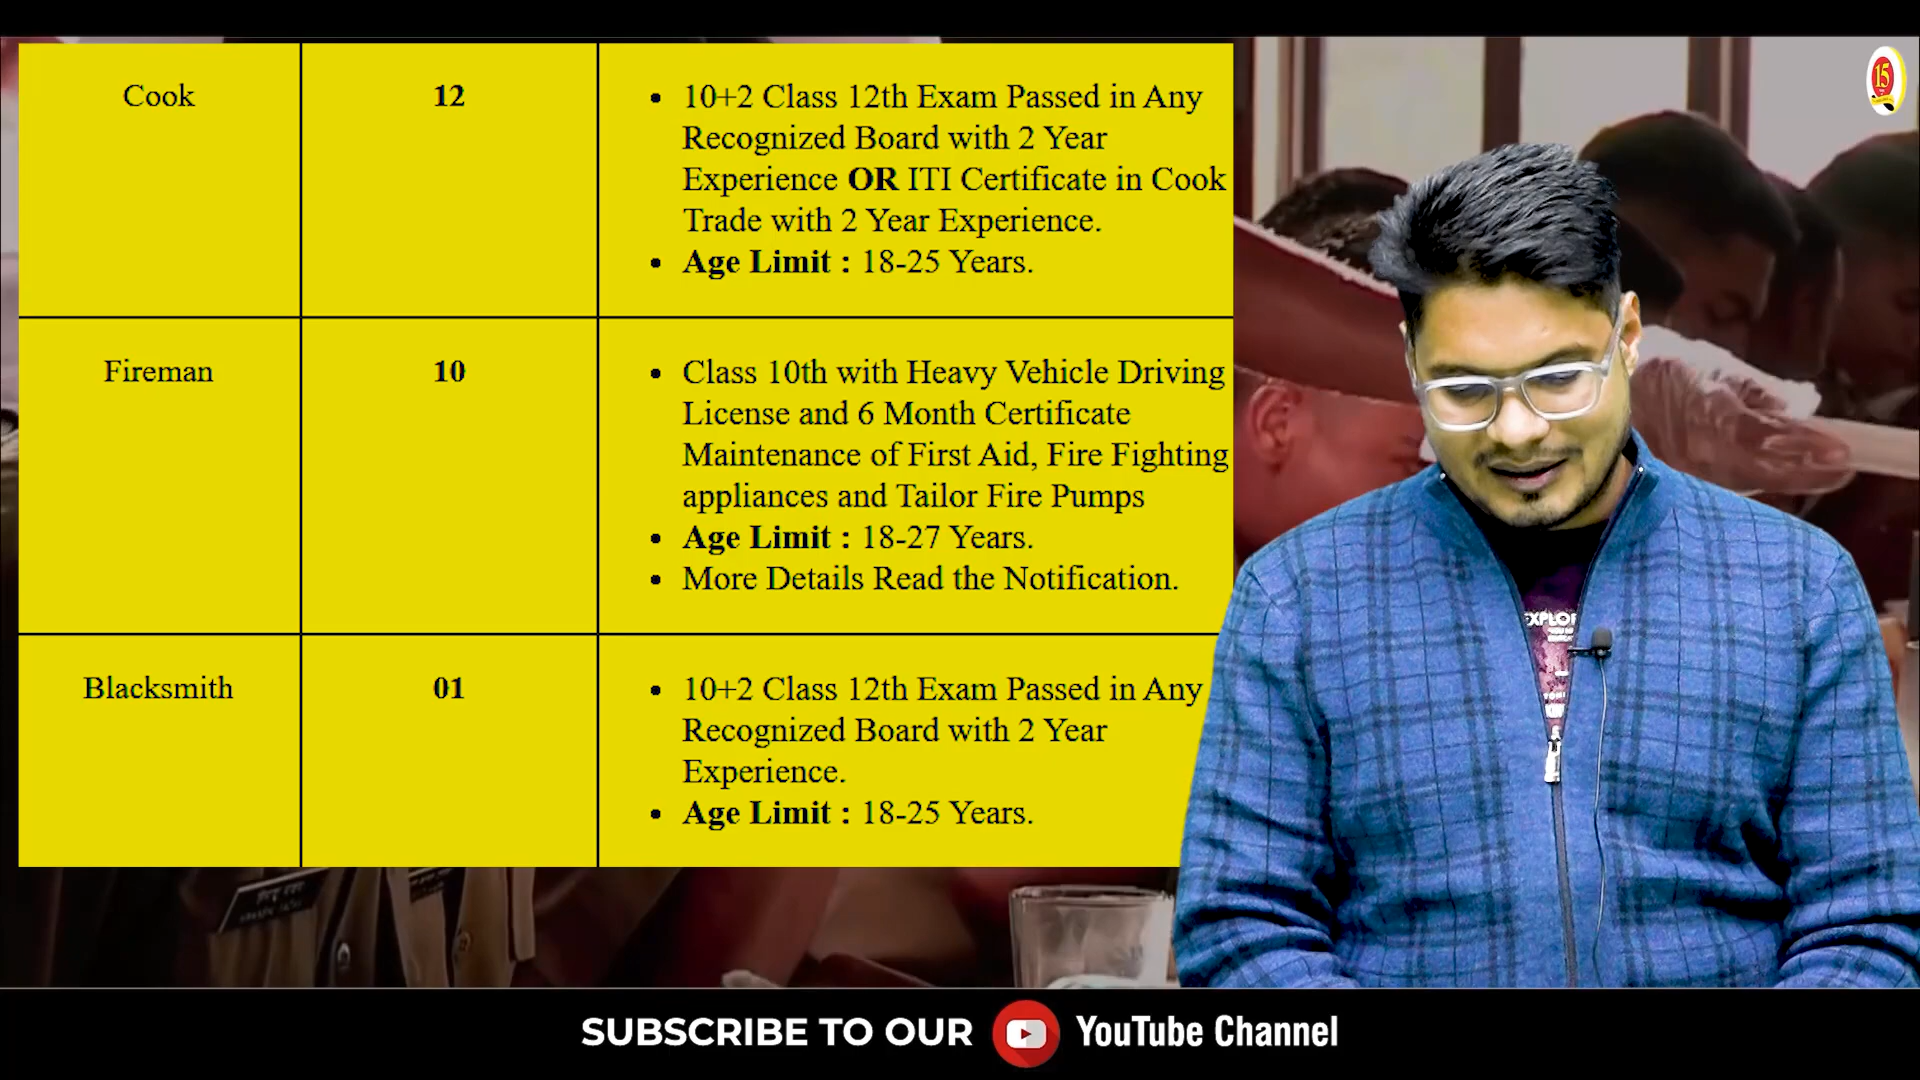 Cook
12
10+2 Class 12th Exam Passed in Any
Recognized Board with 2 Year
Experience OR ITI Certificate in Cook
Trade with 2 Year Experience.
Age Limit : 18-25 Years.
Fireman
10
Class 10th with Heavy Vehicle Driving
License and 6 Month Certificate
Maintenance of First Aid, Fire Fighting
appliances and Tailor Fire Pumps
Age Limit : 18-27 Years.
More Details Read the Notification.
Blacksmith
01
10+2 Class 12th Exam Passed in Any
Recognized Board with 2 Year
Experience.
Age Limit : 18-25 Years.
15
SUBSCRIBE TO OUR YouTube Channel